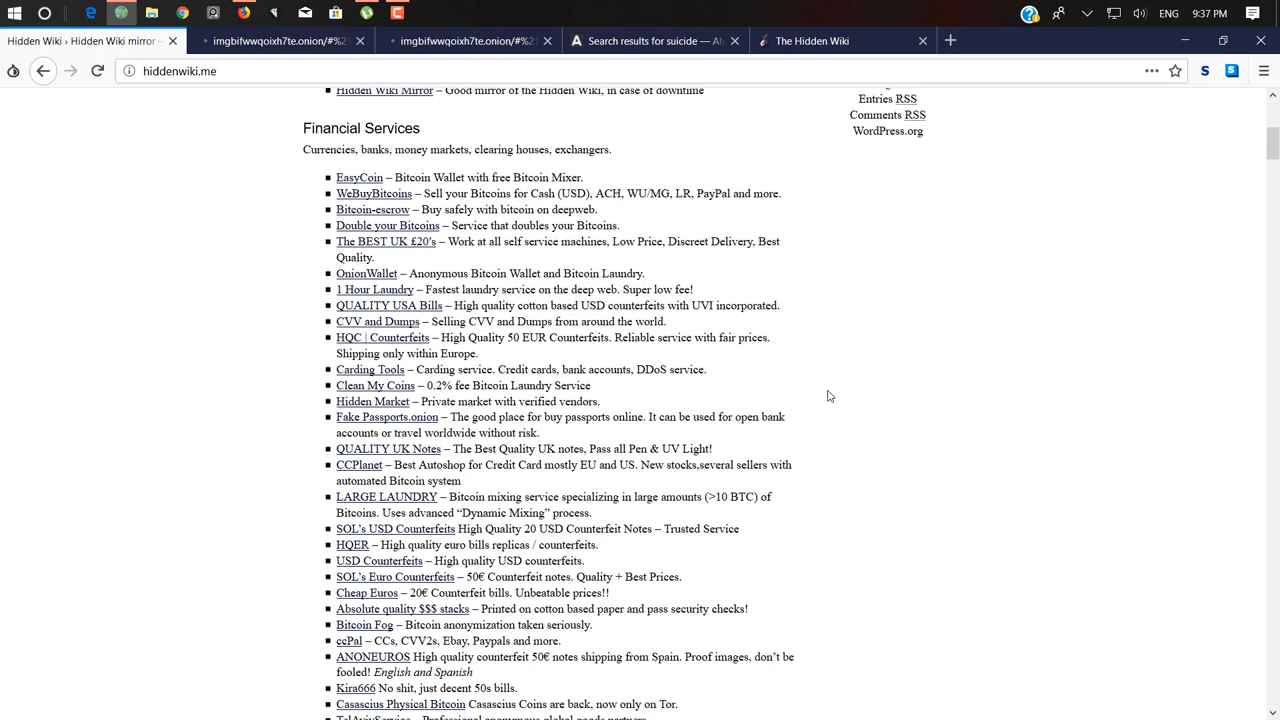 ENG 9:37 PM
Hidden Wiki › Hidden Wiki mirror –
imgbifwwqoixh7te.onion/#%21
imgbifwwqoixh7te.onion/#%21
Search results for suicide — Ah
The Hidden Wiki
hiddenwiki.me
Hidden Wiki Mirror – Good mirror of the Hidden Wiki, in case of downtime
Entries RSS
Comments RSS
WordPress.org
Financial Services
Currencies, banks, money markets, clearing houses, exchangers.
EasyCoin – Bitcoin Wallet with free Bitcoin Mixer.
WeBuyBitcoins – Sell your Bitcoins for Cash (USD), ACH, WU/MG, LR, PayPal and more.
Bitcoin-escrow – Buy safely with bitcoin on deepweb.
Double your Bitcoins – Service that doubles your Bitcoins.
The BEST UK £20's – Work at all self service machines, Low Price, Discreet Delivery, Best
Quality.
OnionWallet – Anonymous Bitcoin Wallet and Bitcoin Laundry.
1 Hour Laundry – Fastest laundry service on the deep web. Super low fee!
QUALITY USA Bills – High quality cotton based USD counterfeits with UVI incorporated.
CVV and Dumps – Selling CVV and Dumps from around the world.
HQC | Counterfeits – High Quality 50 EUR Counterfeits. Reliable service with fair prices.
Shipping only within Europe.
Carding Tools – Carding service. Credit cards, bank accounts, DDoS service.
Clean My Coins – 0.2% fee Bitcoin Laundry Service
Hidden Market – Private market with verified vendors.
Fake Passports.onion – The good place for buy passports online. It can be used for open bank
accounts or travel worldwide without risk.
QUALITY UK Notes – The Best Quality UK notes, Pass all Pen & UV Light!
CCPlanet – Best Autoshop for Credit Card mostly EU and US. New stocks,several sellers with
automated Bitcoin system
LARGE LAUNDRY – Bitcoin mixing service specializing in large amounts (>10 BTC) of
Bitcoins. Uses advanced “Dynamic Mixing” process.
SOL's USD Counterfeits High Quality 20 USD Counterfeit Notes – Trusted Service
HQER – High quality euro bills replicas / counterfeits.
USD Counterfeits – High quality USD counterfeits.
SOL's Euro Counterfeits – 50€ Counterfeit notes. Quality + Best Prices.
Cheap Euros – 20€ Counterfeit bills. Unbeatable prices!!
Absolute quality $$$ stacks – Printed on cotton based paper and pass security checks!
Bitcoin Fog – Bitcoin anonymization taken seriously.
ccPal – CCs, CVV2s, Ebay, Paypals and more.
ANONEUROS High quality counterfeit 50€ notes shipping from Spain. Proof images, don't be
fooled! English and Spanish
Kira666 No shit, just decent 50s bills.
Casascius Physical Bitcoin Casascius Coins are back, now only on Tor.
TelAvivService – Professional anonymous global goods partners